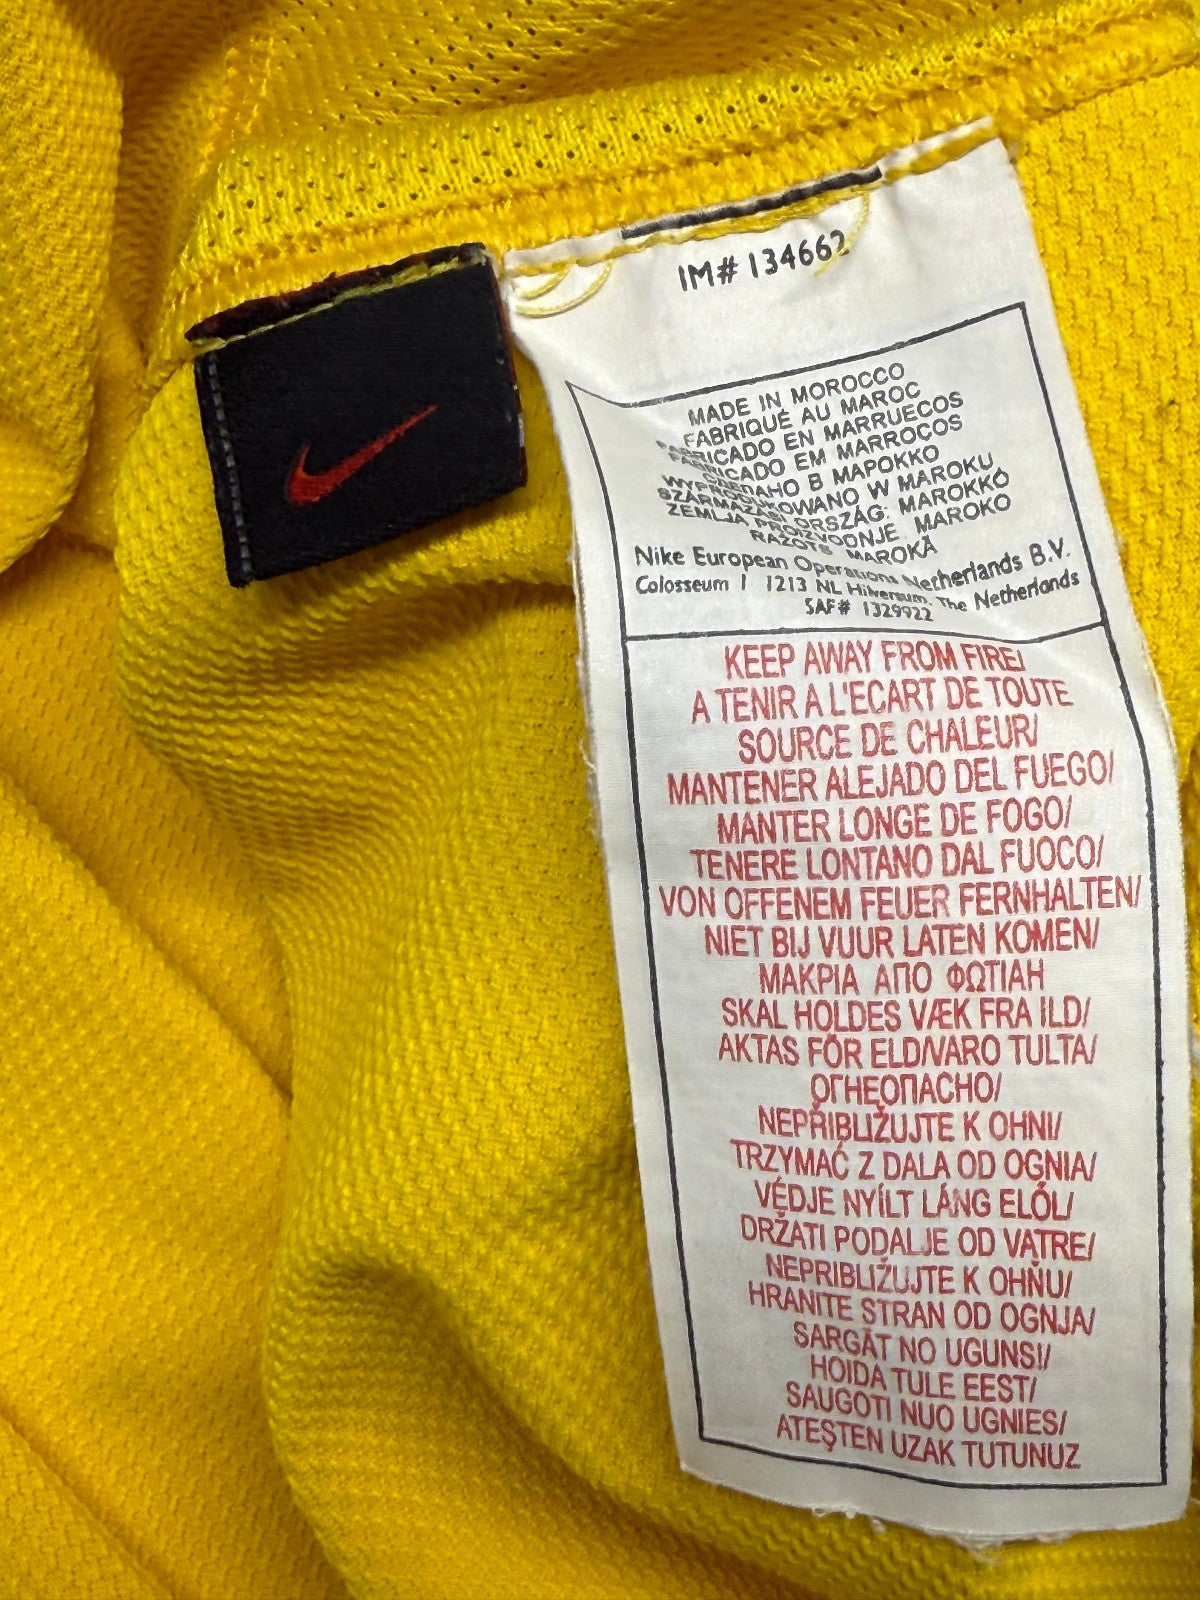 IM# 134662
MADE IN MOROCCO
FABRIQUÉ AU MAROC
FABRICADO EN MARRUECOS
FABRICADO EM MARROCOS
СДЕЛАНО В МАРОККО
WYPRODUKOWANO W MAROKU
SZÁRMAZÁSI ORSZÁG: MAROKKÓ
ZEMLJA PROIZVODNJE MAROKO
RAŽOTS MAROKĀ
Nike European Operations Netherlands B.V.
Colosseum 1 1213 NL Hilversum, The Netherlands
SAF# 1329922
KEEP AWAY FROM FIRE/
A TENIR A L'ECART DE TOUTE
SOURCE DE CHALEUR/
MANTENER ALEJADO DEL FUEGO/
MANTER LONGE DE FOGO/
TENERE LONTANO DAL FUOCO/
VON OFFENEM FEUER FERNHALTEN/
NIET BIJ VUUR LATEN KOMEN/
ΜΑΚΡΙΑ ΑΠΟ ΦΩΤΙΑΗ
SKAL HOLDES VÆK FRA ILD/
AKTAS FÖR ELD/VARO TULTA/
ОГНЕОПАСНО/
NEPŘIBLIŽUJTE K OHNI/
TRZYMAĆ Z DALA OD OGNIA/
VÉDJE NYÍLT LÁNG ELŐL/
DRŽATI PODALJE OD VATRE/
NEPRIBLIŽUJTE K OHŇU/
HRANITE STRAN OD OGNJA/
SARGĀT NO UGUNS!/
HOIDA TULE EEST/
SAUGOTI NUO UGNIES/
ATEŞTEN UZAK TUTUNUZ